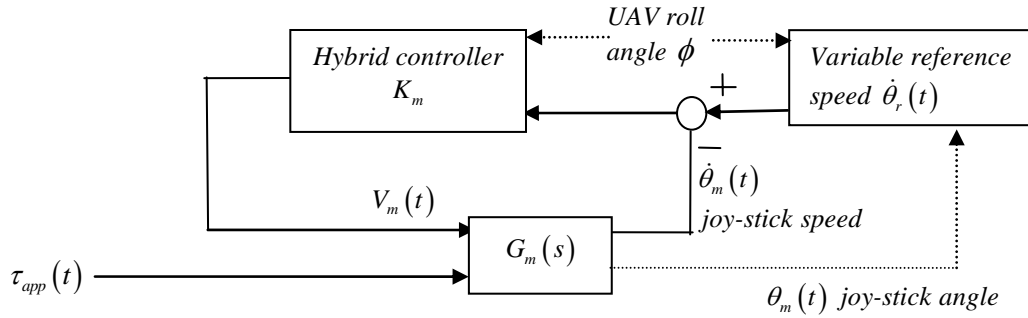 UAV roll
angle ϕ
Hybrid controller
K_m
Variable reference
speed θ̇_r(t)
+
−
θ̇_m(t)
joy-stick speed
V_m(t)
G_m(s)
τ_app(t)
θ_m(t) joy-stick angle